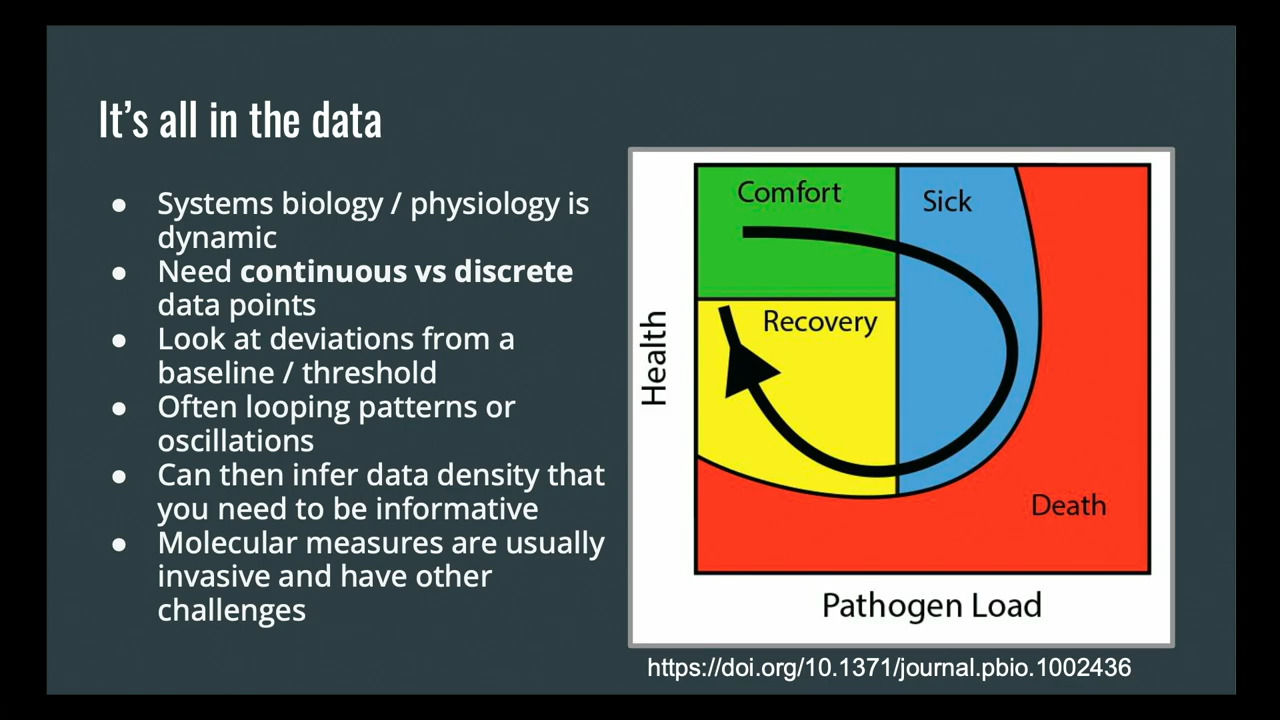 It's all in the data
● Systems biology / physiology is
dynamic
● Need continuous vs discrete
data points
● Look at deviations from a
baseline / threshold
● Often looping patterns or
oscillations
● Can then infer data density that
you need to be informative
● Molecular measures are usually
invasive and have other
challenges
Comfort
Sick
Recovery
Death
Health
Pathogen Load
https://doi.org/10.1371/journal.pbio.1002436